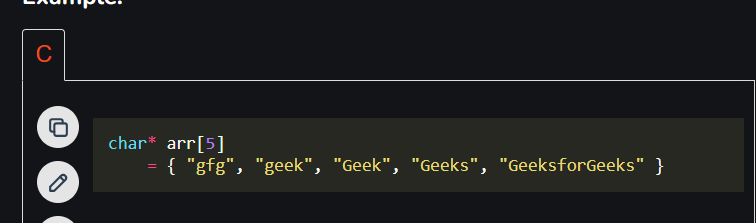 Example:
C
char* arr[5]
= { "gfg", "geek", "Geek", "Geeks", "GeeksforGeeks" }